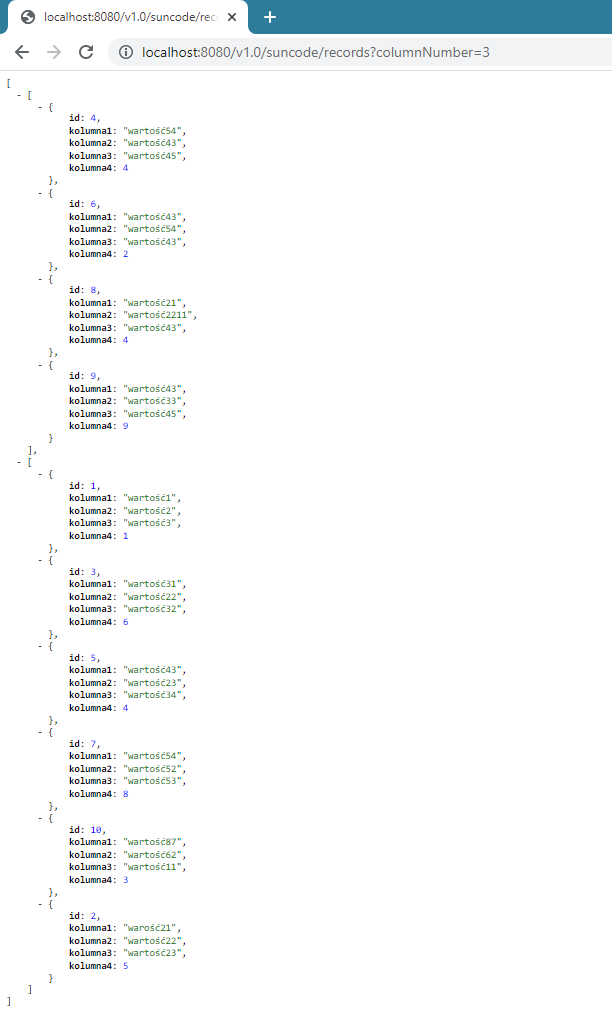 localhost:8080/v1.0/suncode/reco
localhost:8080/v1.0/suncode/records?columnNumber=3
[
- [
- {
id: 4,
kolumna1: "wartość54",
kolumna2: "wartość43",
kolumna3: "wartość45",
kolumna4: 4
},
- {
id: 6,
kolumna1: "wartość43",
kolumna2: "wartość54",
kolumna3: "wartość43",
kolumna4: 2
},
- {
id: 8,
kolumna1: "wartość21",
kolumna2: "wartość2211",
kolumna3: "wartość43",
kolumna4: 4
},
- {
id: 9,
kolumna1: "wartość43",
kolumna2: "wartość33",
kolumna3: "wartość45",
kolumna4: 9
}
],
- [
- {
id: 1,
kolumna1: "wartość1",
kolumna2: "wartość2",
kolumna3: "wartość3",
kolumna4: 1
},
- {
id: 3,
kolumna1: "wartość31",
kolumna2: "wartość22",
kolumna3: "wartość32",
kolumna4: 6
},
- {
id: 5,
kolumna1: "wartość43",
kolumna2: "wartość23",
kolumna3: "wartość34",
kolumna4: 4
},
- {
id: 7,
kolumna1: "wartość54",
kolumna2: "wartość52",
kolumna3: "wartość53",
kolumna4: 8
},
- {
id: 10,
kolumna1: "wartość87",
kolumna2: "wartość62",
kolumna3: "wartość11",
kolumna4: 3
},
- {
id: 2,
kolumna1: "warość21",
kolumna2: "wartość22",
kolumna3: "wartość23",
kolumna4: 5
}
]
]